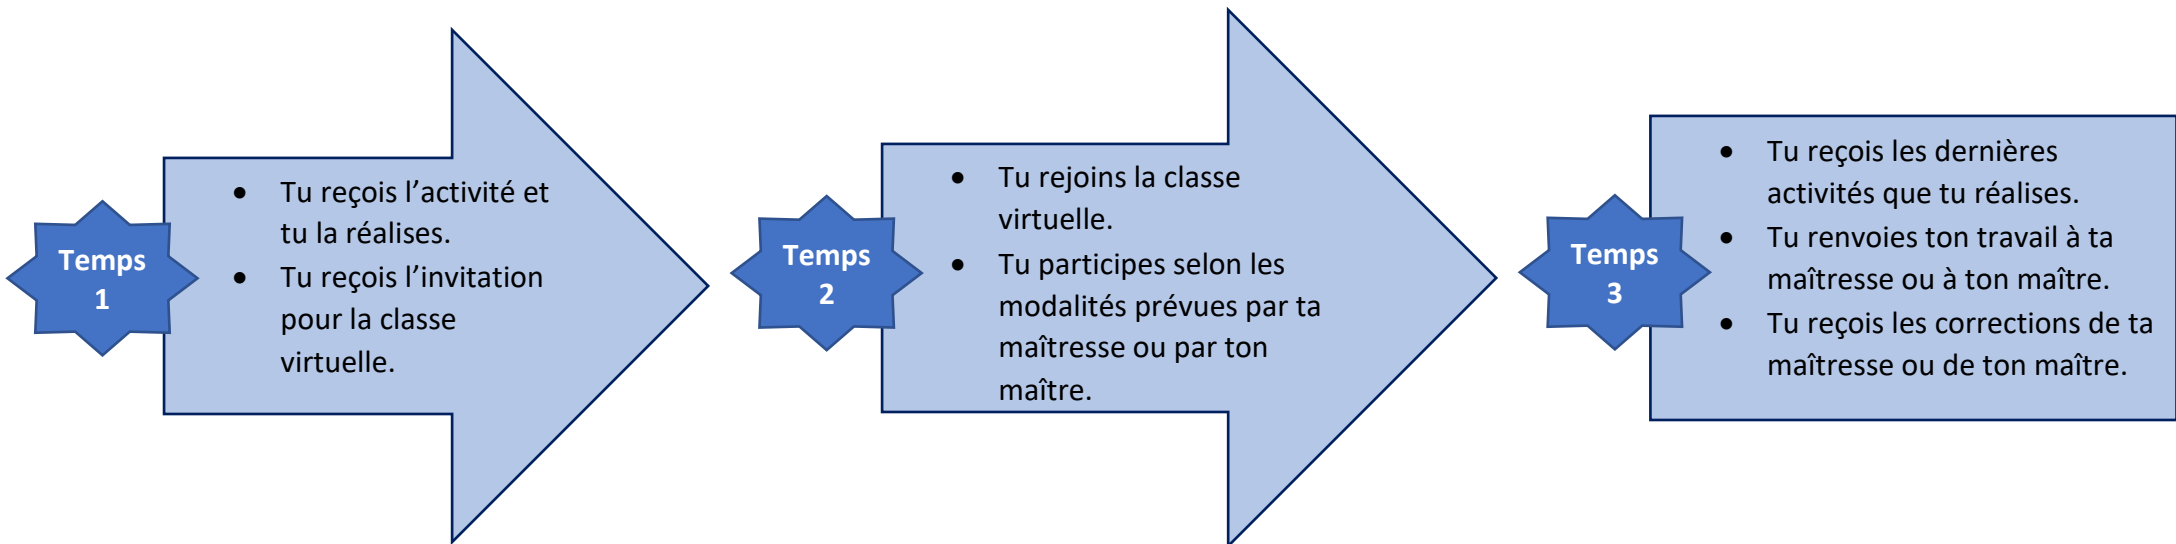 Temps
1
• Tu reçois l’activité et
tu la réalises.
• Tu reçois l’invitation
pour la classe
virtuelle.
Temps
2
• Tu rejoins la classe
virtuelle.
• Tu participes selon les
modalités prévues par ta
maîtresse ou par ton
maître.
Temps
3
• Tu reçois les dernières
activités que tu réalises.
• Tu renvoies ton travail à ta
maîtresse ou à ton maître.
• Tu reçois les corrections de ta
maîtresse ou de ton maître.